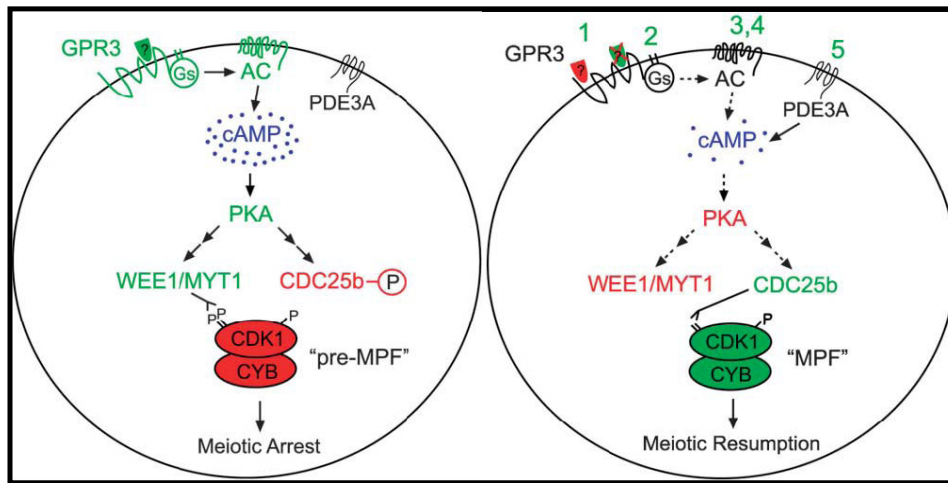 GPR3
?
Gs
AC
PDE3A
cAMP
PKA
WEE1/MYT1
CDC25b
P
P
P
P
CDK1
CYB
"pre-MPF"
Meiotic Arrest
1
2
3,4
5
GPR3
?
?
Gs
AC
PDE3A
cAMP
PKA
WEE1/MYT1
CDC25b
P
CDK1
CYB
"MPF"
Meiotic Resumption